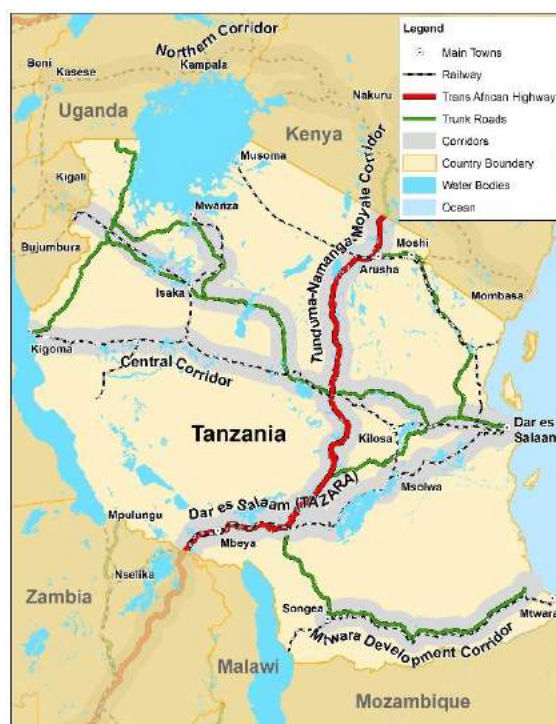 Northern Corridor
Beni
Kasese
Kampala
Nakuru
Uganda
Kenya
Legend
Main Towns
Railway
Trans African Highway
Trunk Roads
Corridors
Country Boundary
Water Bodies
Ocean
Musoma
Kigali
Mwanza
Tunduma-Namanga-Moyale Corridor
Bujumbura
Moshi
Arusha
Isaka
Mombasa
Kigoma
Central Corridor
Tanzania
Kilosa
Dar es
Salaam
Dar es Salaam (TAZARA)
Msolwa
Mpulungu
Mbeya
Nselika
Zambia
Songea
Mtwara
Mtwara Development Corridor
Malawi
Mozambique